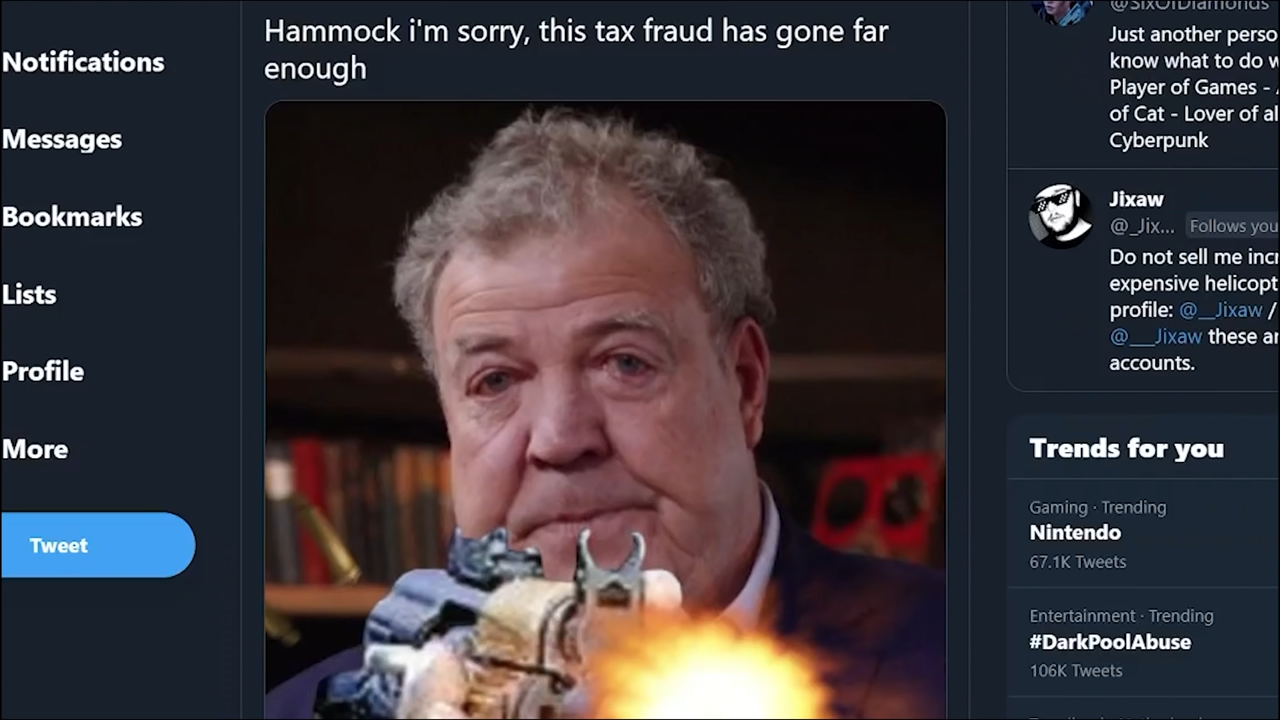 Notifications
Messages
Bookmarks
Lists
Profile
More
Tweet
Hammock i'm sorry, this tax fraud has gone far
enough
@SixOfDiamonds
Just another perso
know what to do w
Player of Games -
of Cat - Lover of al
Cyberpunk
Jixaw
@_Jix... Follows you
Do not sell me incr
expensive helicopt
profile: @__Jixaw /
@___Jixaw these ar
accounts.
Trends for you
Gaming · Trending
Nintendo
67.1K Tweets
Entertainment · Trending
#DarkPoolAbuse
106K Tweets